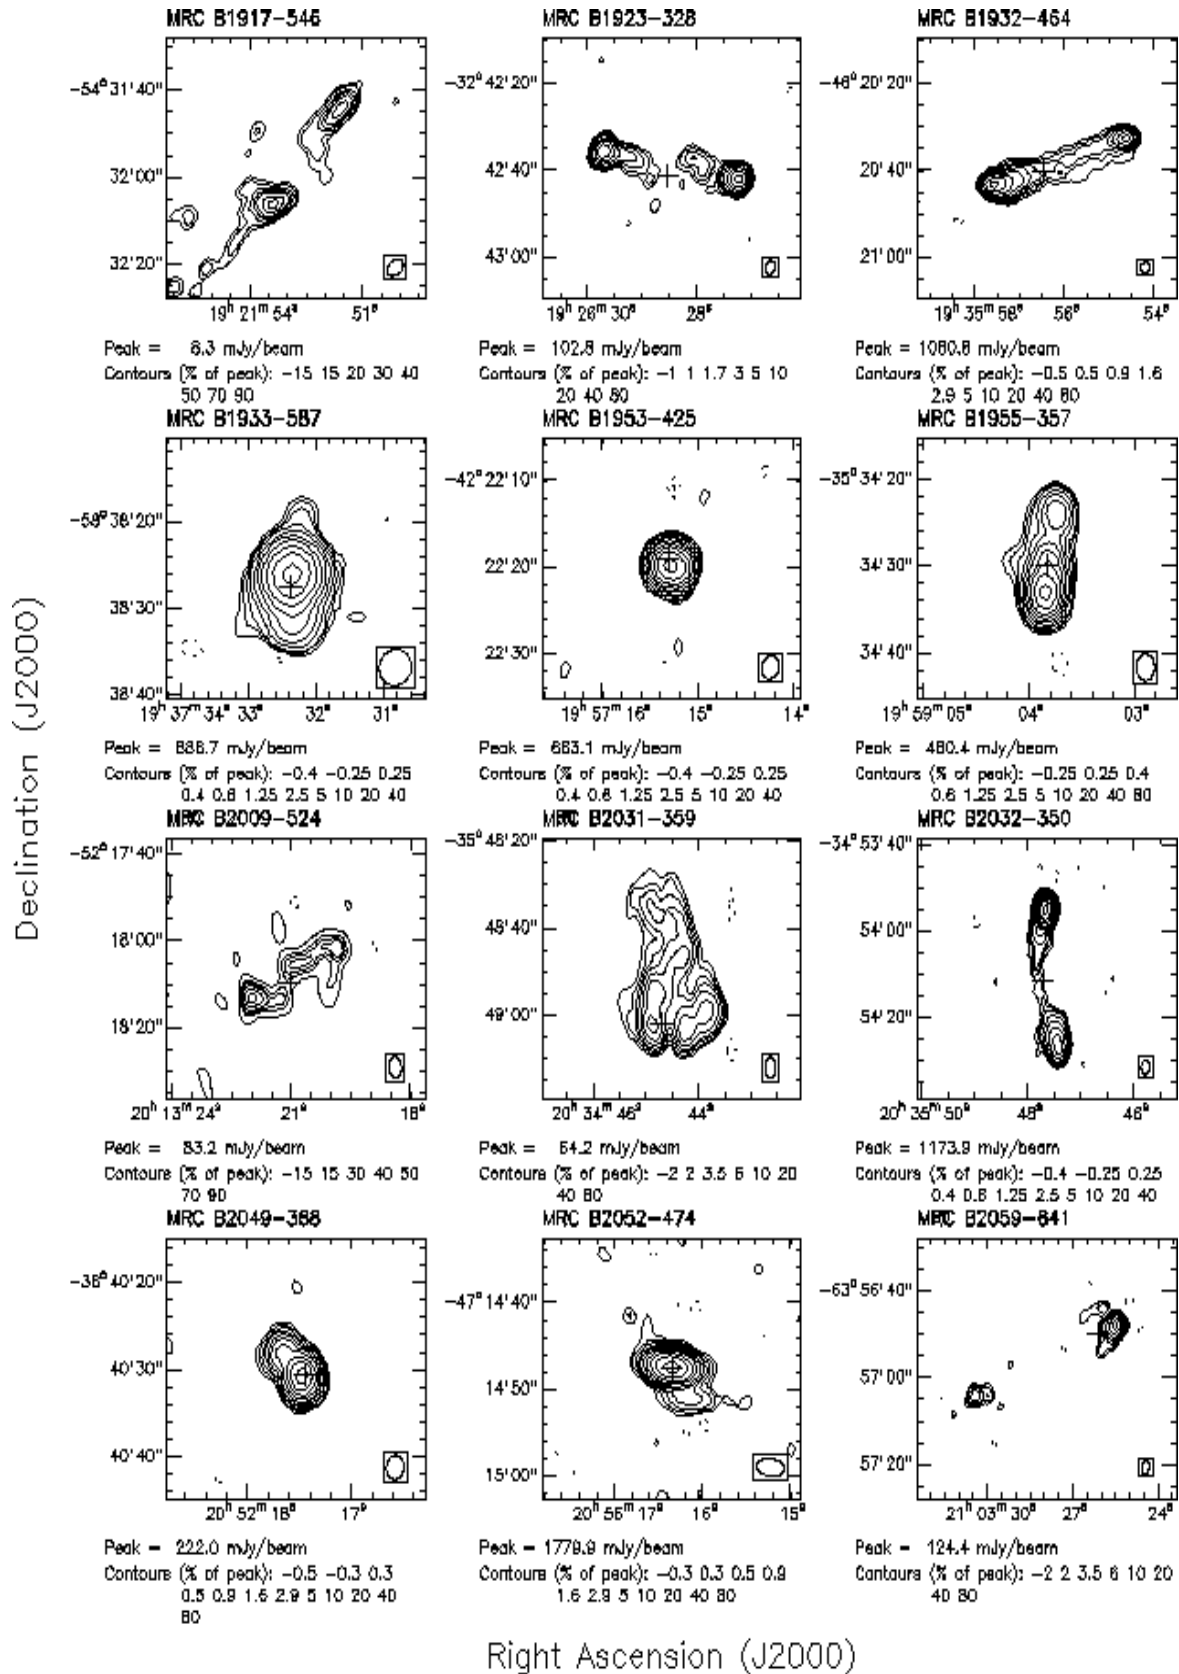 MRC B1917-546 MRC B1923-328 MRC B1932-464
-54° 31'40" -32° 42'20" -46° 20'20"
32'00" 42'40" 20'40"
32'20" 43'00" 21'00"
19h 21m 54s 51s 19h 26m 30s 28s 19h 35m 58s 56s 54s
Peak = 8.3 mJy/beam Peak = 102.8 mJy/beam Peak = 1060.8 mJy/beam
Contours (% of peak): -15 15 20 30 40 Contours (% of peak): -1 1 1.7 3 5 10 Contours (% of peak): -0.5 0.5 0.9 1.6
50 70 90 20 40 80 2.9 5 10 20 40 80
MRC B1933-587 MRC B1953-425 MRC B1955-357
-58° 38'20" -42° 22'10" -35° 34'20"
38'30" 22'20" 34'30"
38'40" 22'30" 34'40"
19h 37m 34s 33s 32s 31s 19h 57m 16s 15s 14s 19h 59m 05s 04s 03s
Peak = mJy/beam Peak = 663.1 mJy/beam Peak = 480.4 mJy/beam
Contours (% of peak): -0.4 -0.25 0.25 Contours (% of peak): -0.4 -0.25 0.25 Contours (% of peak): -0.25 0.25 0.4
0.4 0.6 1.25 2.5 5 10 20 40 0.4 0.6 1.25 2.5 5 10 20 40 0.6 1.25 2.5 5 10 20 40 80
Declination (J2000)
MRC B2009-524 MRC B2031-359 MRC B2032-350
-52° 17'40" -35° 48'20" -34° 53'40"
18'00" 48'40" 54'00"
18'20" 49'00" 54'20"
20h 13m 24s 21s 18s 20h 34m 46s 44s 20h 35m 50s 48s 46s
Peak = 83.2 mJy/beam Peak = 64.2 mJy/beam Peak = 1173.9 mJy/beam
Contours (% of peak): -15 15 30 40 50 Contours (% of peak): -2 2 3.5 6 10 20 Contours (% of peak): -0.4 -0.25 0.25
70 90 40 80 0.4 0.6 1.25 2.5 5 10 20 40
MRC B2049-368 MRC B2052-474 MRC B2059-641
-36° 40'20" -47° 14'40" -63° 56'40"
40'30" 14'50" 57'00"
40'40" 15'00" 57'20"
20h 52m 18s 17s 20h 56m 17s 16s 15s 21h 03m 30s 27s 24s
Peak = 222.0 mJy/beam Peak = 1779.9 mJy/beam Peak = 124.4 mJy/beam
Contours (% of peak): -0.5 -0.3 0.3 Contours (% of peak): -0.3 0.3 0.5 0.9 Contours (% of peak): -2 2 3.5 6 10 20
0.5 0.9 1.6 2.9 5 10 20 40 1.6 2.9 5 10 20 40 80 40 80
80
Right Ascension (J2000)